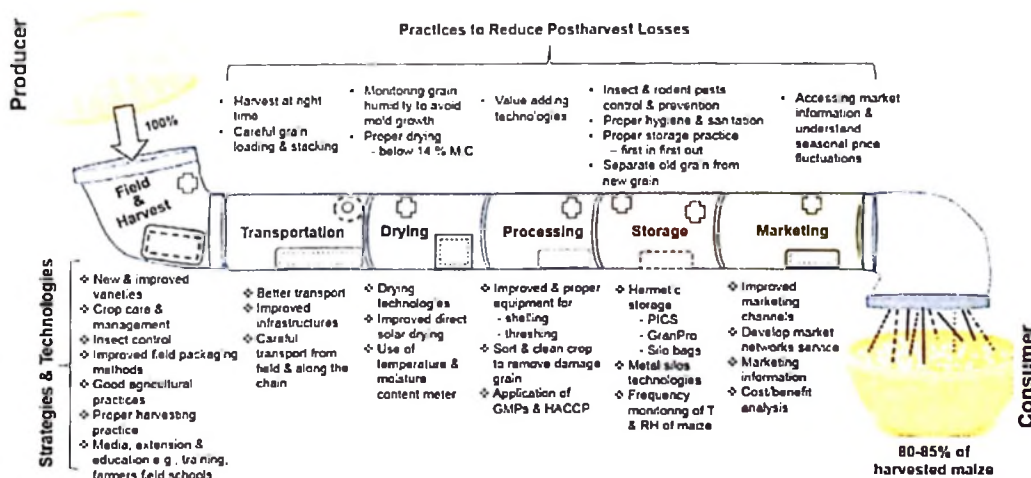 Producer
Practices to Reduce Postharvest Losses
100%
• Harvest at right
time
• Careful grain
loading & stacking
• Monitoring grain
humidity to avoid
mold growth
• Proper drying
- below 14 % M C
• Value adding
technologies
• Insect & rodent pests
control & prevention
• Proper hygiene & sanitation
• Proper storage practice
– first in first out
• Separate old grain from
new grain
• Accessing market
information &
understand
seasonal price
fluctuations
Field
&
Harvest
Transportation
Drying
Processing
Storage
Marketing
Strategies & Technologies
❖ New & improved
varieties
❖ Crop care &
management
❖ Insect control
❖ Improved field packaging
methods
❖ Good agricultural
practices
❖ Proper harvesting
practice
❖ Media, extension &
education e.g., training,
farmers field schools
❖ Better transport
❖ Improved
infrastructures
❖ Careful
transport from
field & along the
chain
❖ Drying
technologies
❖ Improved direct
solar drying
❖ Use of
temperature &
moisture
content meter
❖ Improved & proper
equipment for
- shelling
- threshing
❖ Sort & clean crop
to remove damage
grain
❖ Application of
GMPs & HACCP
❖ Hermetic
storage
- PICS
- GranPro
- Silo bags
❖ Metal silos
technologies
❖ Frequency
monitoring of T
& RH of maize
❖ Improved
marketing
channels
❖ Develop market
networks service
❖ Marketing
information
❖ Cost/benefit
analysis
Consumer
80-85% of
harvested maize